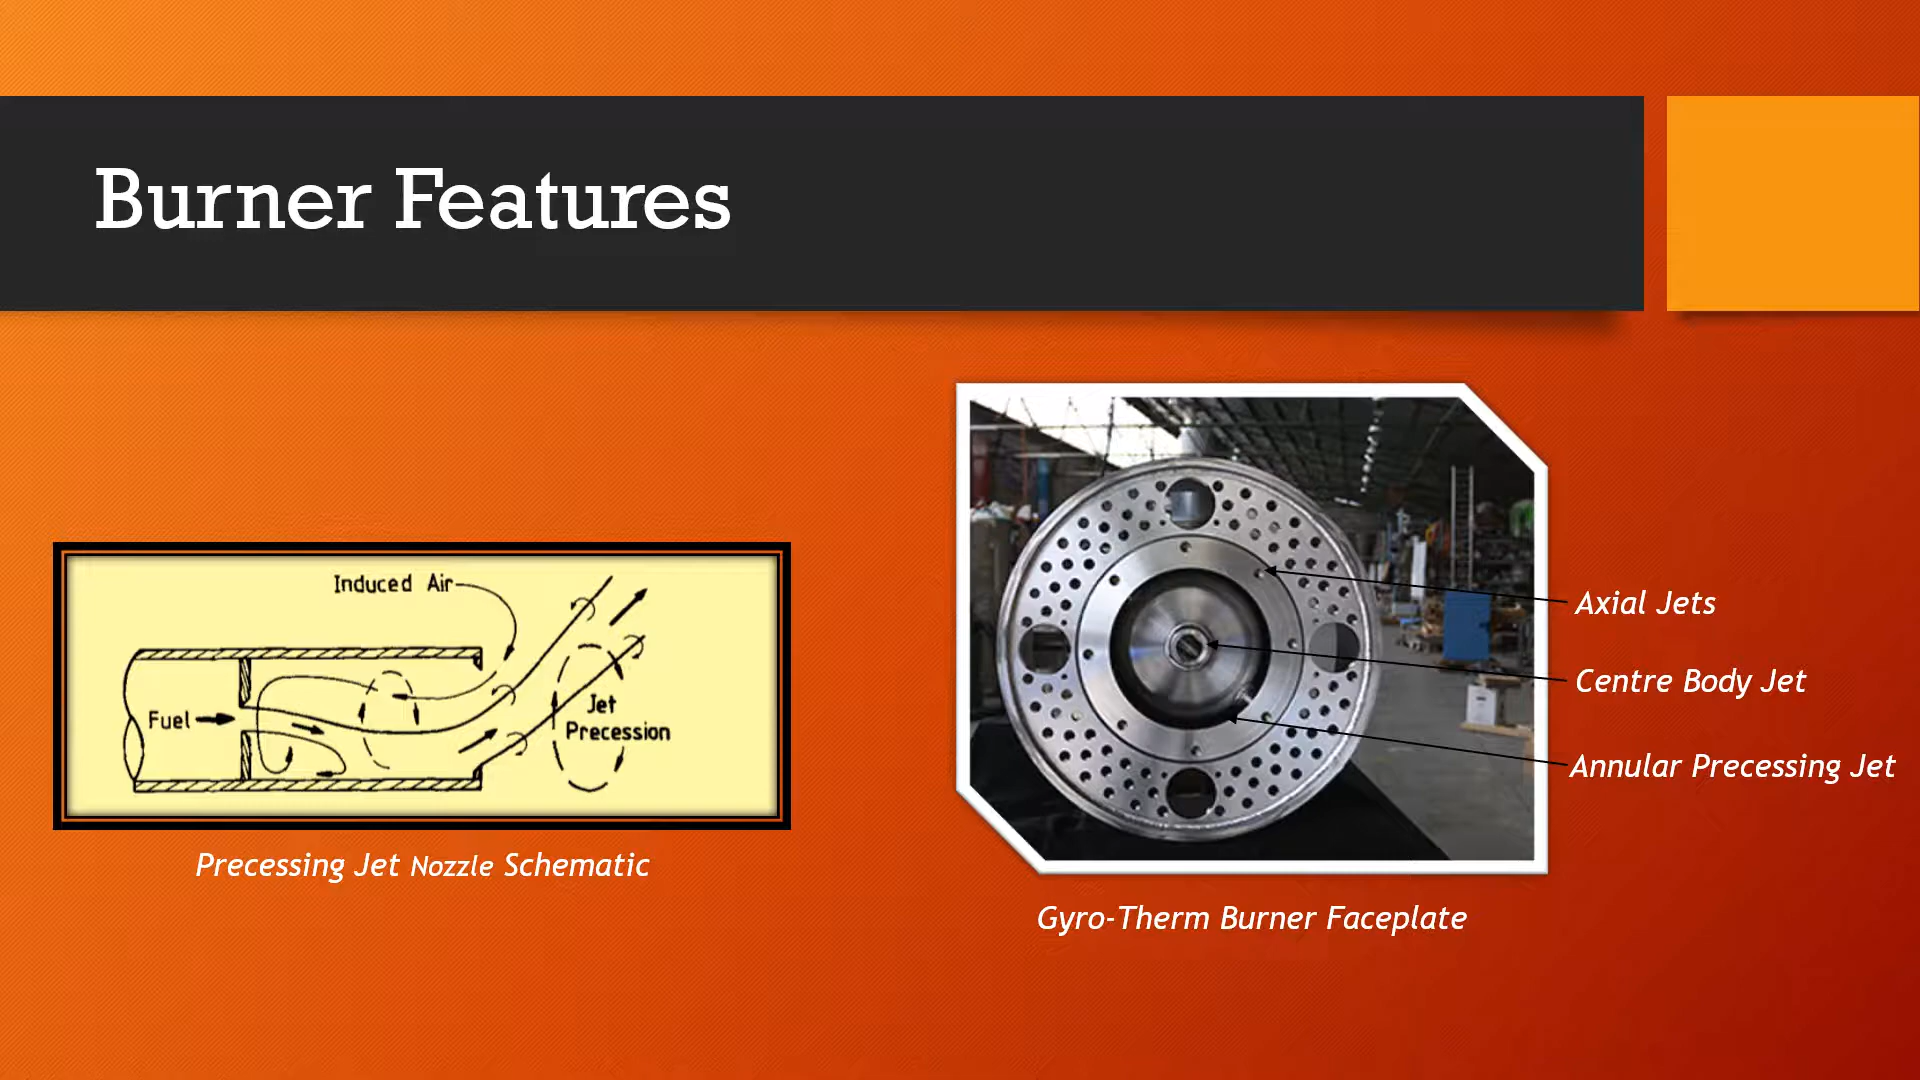 Burner Features
Induced Air
Fuel
Jet
Precession
Precessing Jet Nozzle Schematic
Axial Jets
Centre Body Jet
Annular Precessing Jet
Gyro-Therm Burner Faceplate